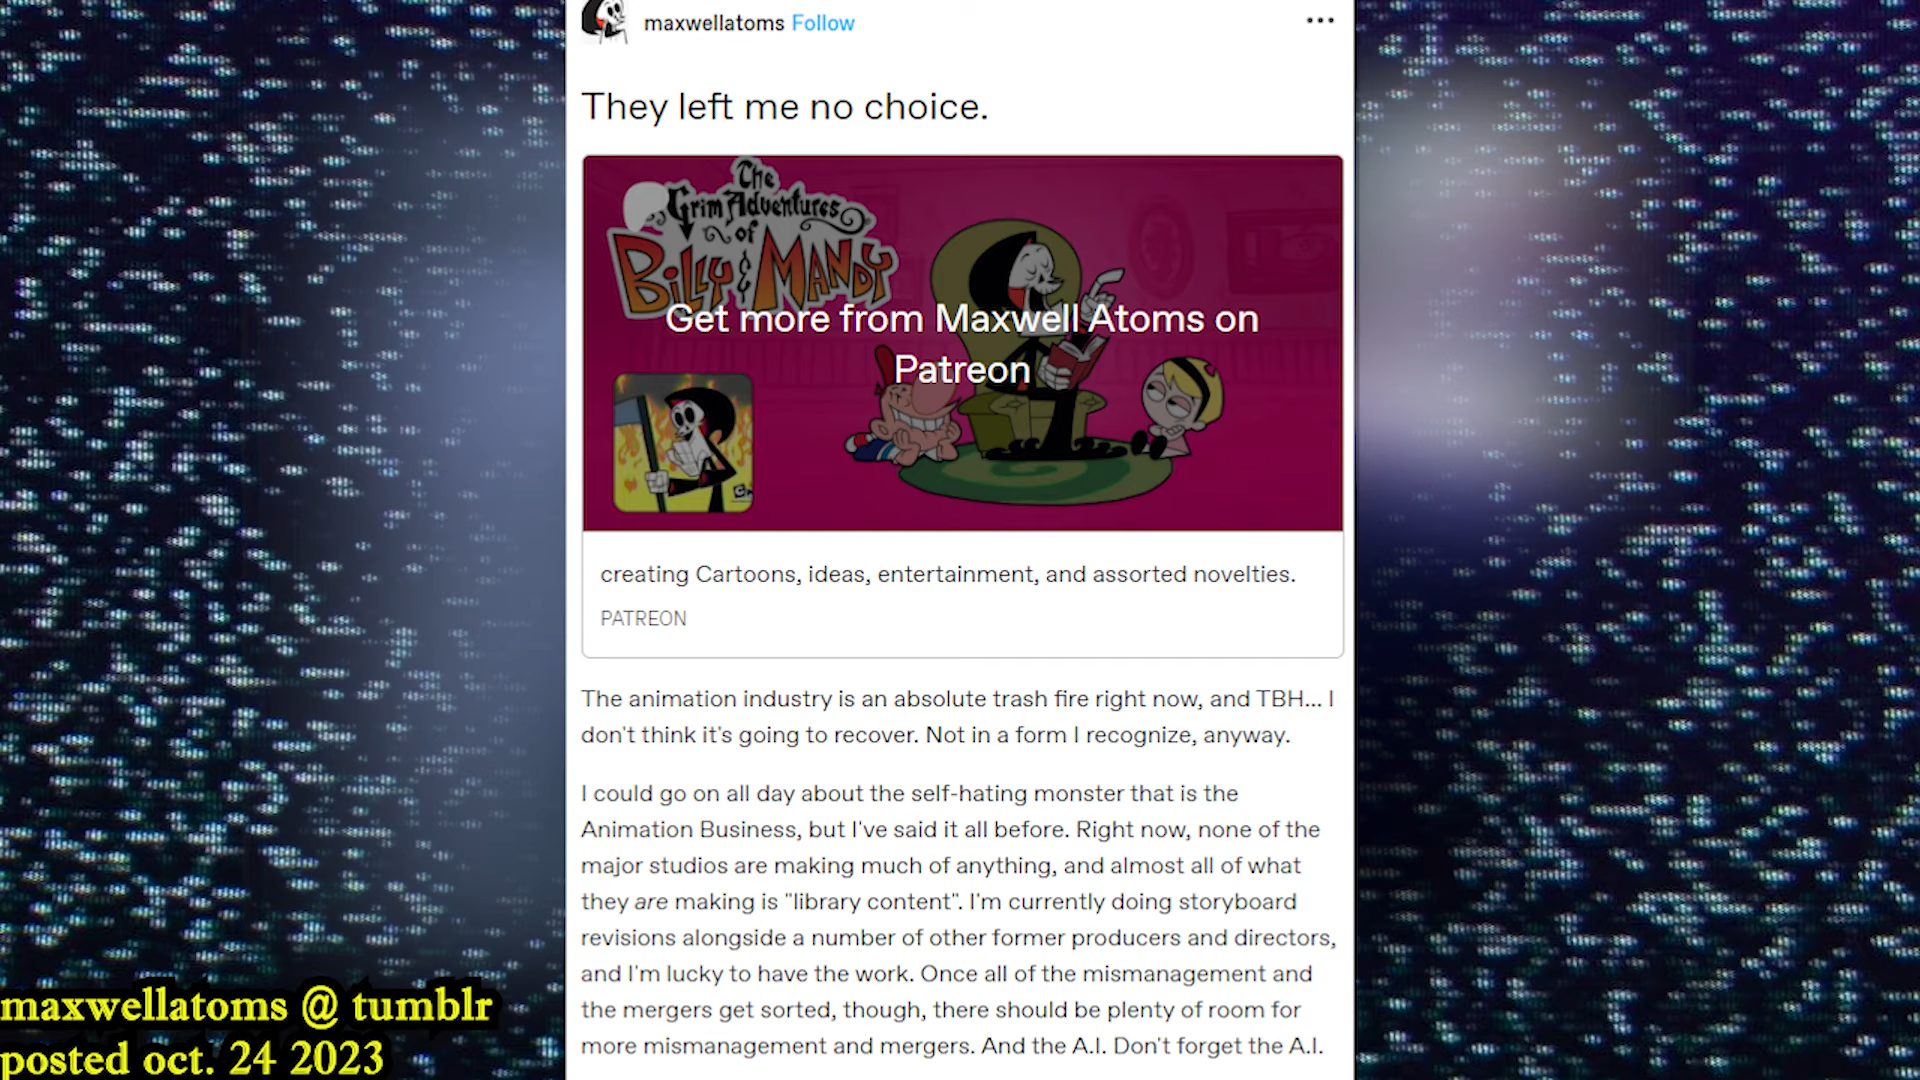 maxwellatoms Follow
They left me no choice.
The
Grim Adventures
of
BILLY & MANDY
Get more from Maxwell Atoms on
Patreon
creating Cartoons, ideas, entertainment, and assorted novelties.
PATREON
The animation industry is an absolute trash fire right now, and TBH... I
don't think it's going to recover. Not in a form I recognize, anyway.
I could go on all day about the self-hating monster that is the
Animation Business, but I've said it all before. Right now, none of the
major studios are making much of anything, and almost all of what
they are making is "library content". I'm currently doing storyboard
revisions alongside a number of other former producers and directors,
and I'm lucky to have the work. Once all of the mismanagement and
the mergers get sorted, though, there should be plenty of room for
more mismanagement and mergers. And the A.I. Don't forget the A.I.
maxwellatoms @ tumblr
posted oct. 24 2023